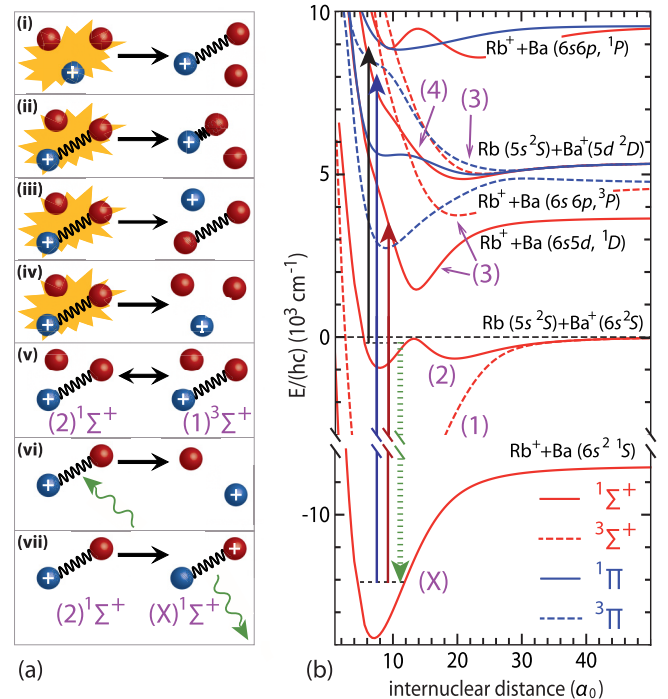 (i)
+
+
(ii)
+
+
(iii)
+
+
(iv)
+
+
(v)
+
+
(2)¹Σ⁺
(1)³Σ⁺
(vi)
+
+
(vii)
+
+
(2)¹Σ⁺
(X)¹Σ⁺
(a)
10
5
0
-10
E/(hc) (10³ cm⁻¹)
Rb⁺+Ba (6s6p, ¹P)
(4)
(3)
Rb (5s ²S)+Ba⁺(5d ²D)
Rb⁺+Ba (6s 6p, ³P)
Rb⁺+Ba (6s5d, ¹D)
(3)
Rb (5s ²S)+Ba⁺(6s²S)
(2)
(1)
Rb⁺+Ba (6s² ¹S)
¹Σ⁺
³Σ⁺
(X)
¹Π
³Π
10 20 30 40
internuclear distance (a₀)
(b)